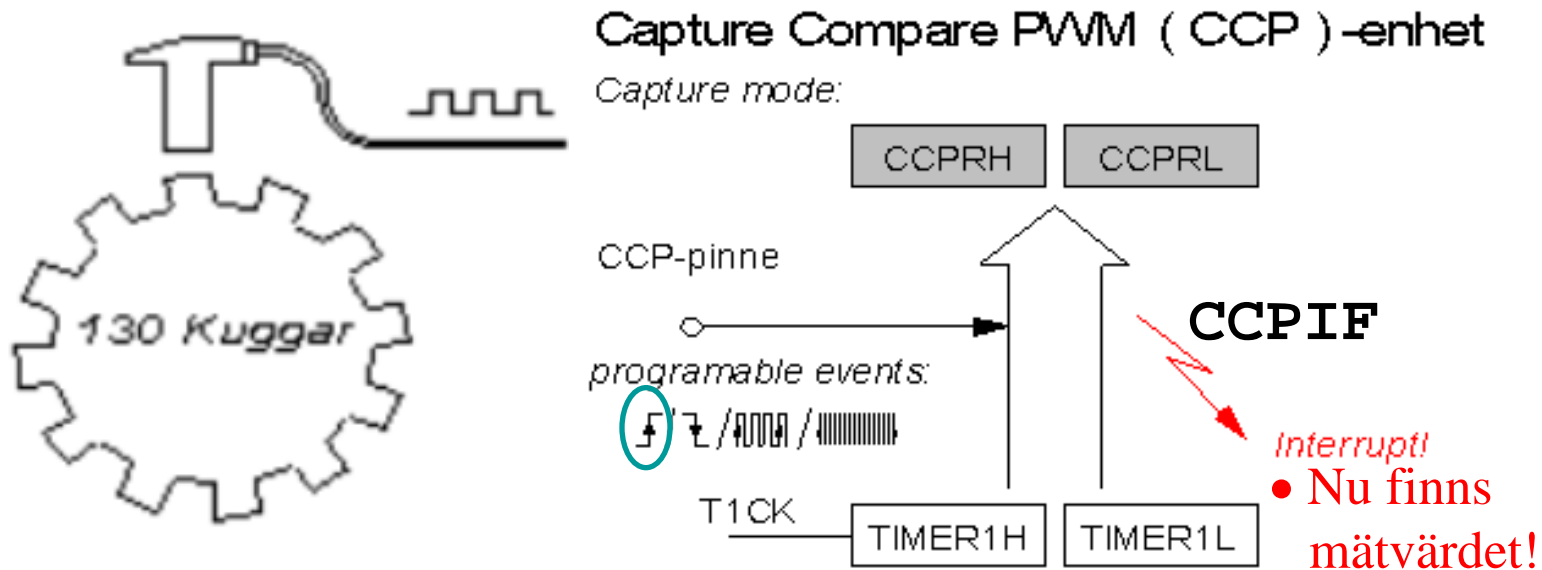 Capture Compare PWM ( CCP ) -enhet
Capture mode:
CCPRH
CCPRL
CCP-pinne
130 Kuggar
CCPIF
programable events:
Interrupt!
• Nu finns
mätvärdet!
T1CK
TIMER1H
TIMER1L